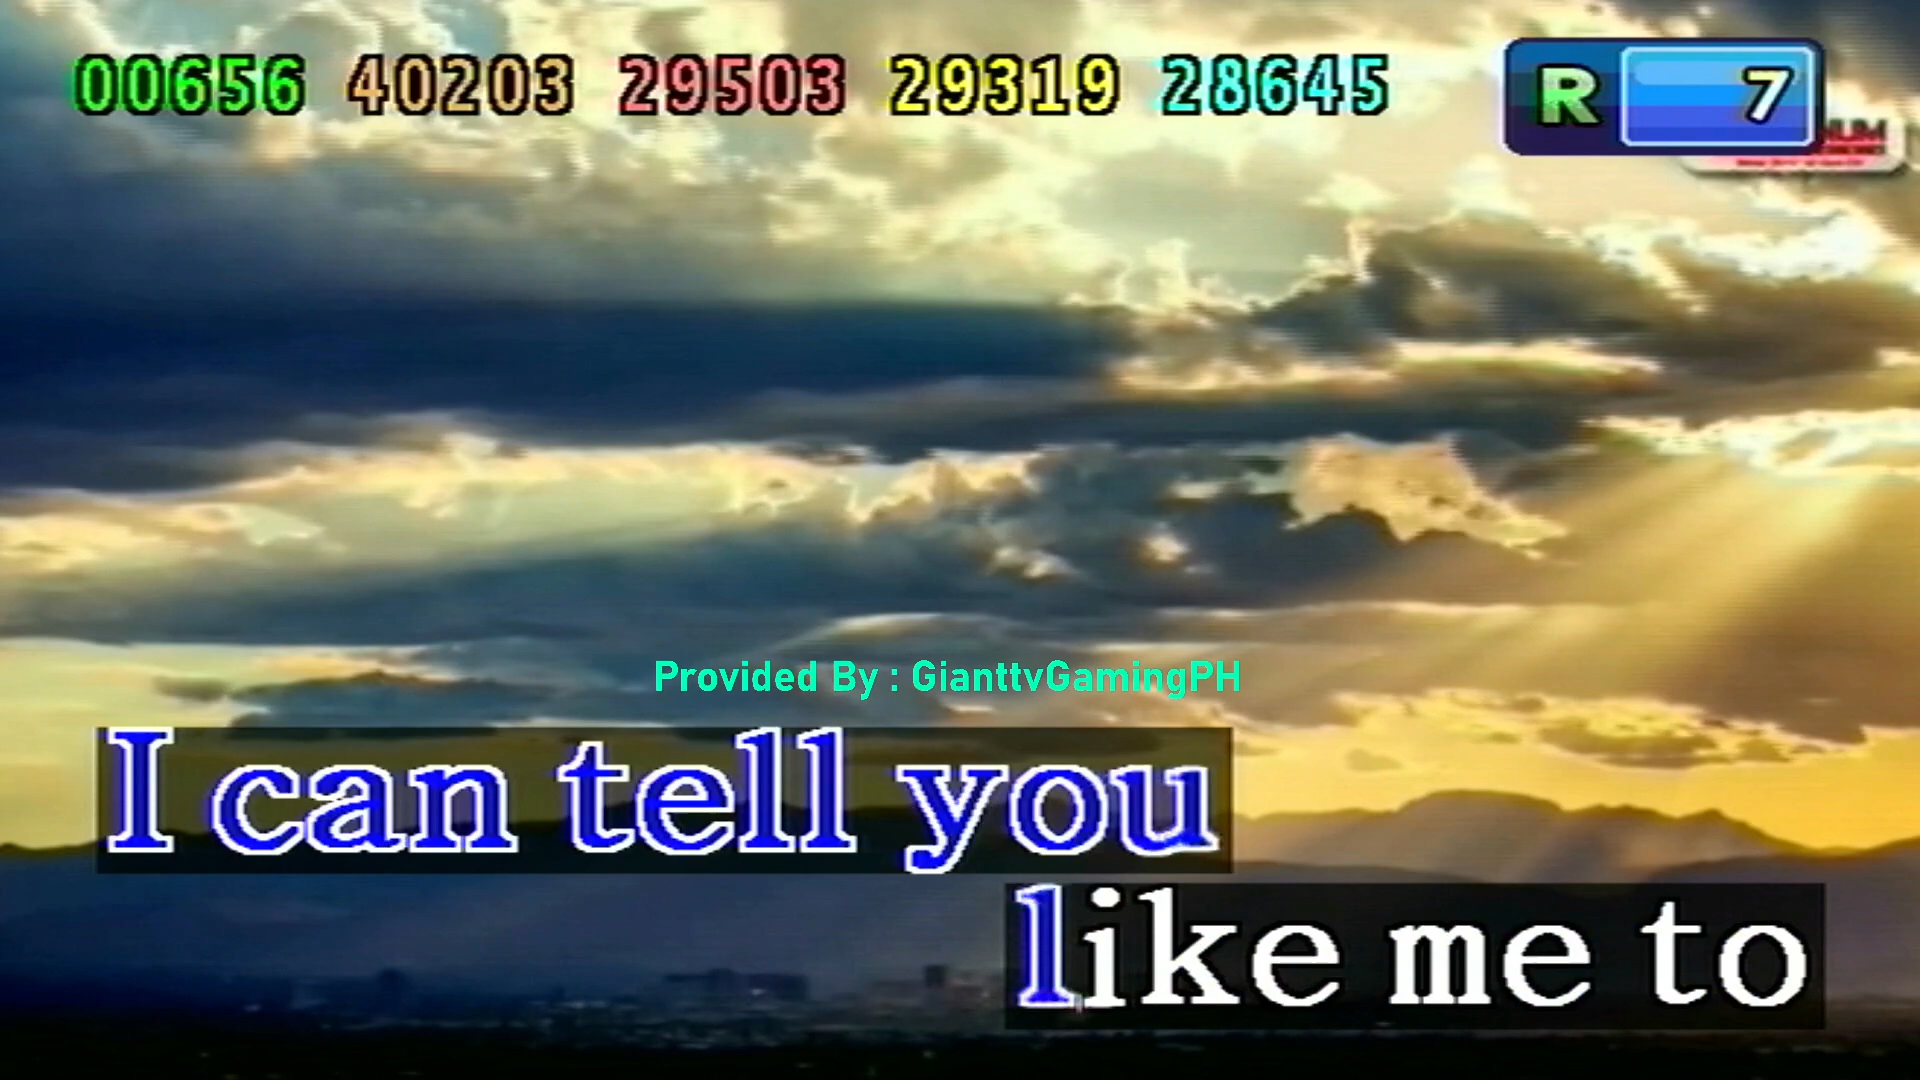 00656 40203 29503 29319 28645 R 7
Provided By : GianttvGamingPH
I can tell you
like me to